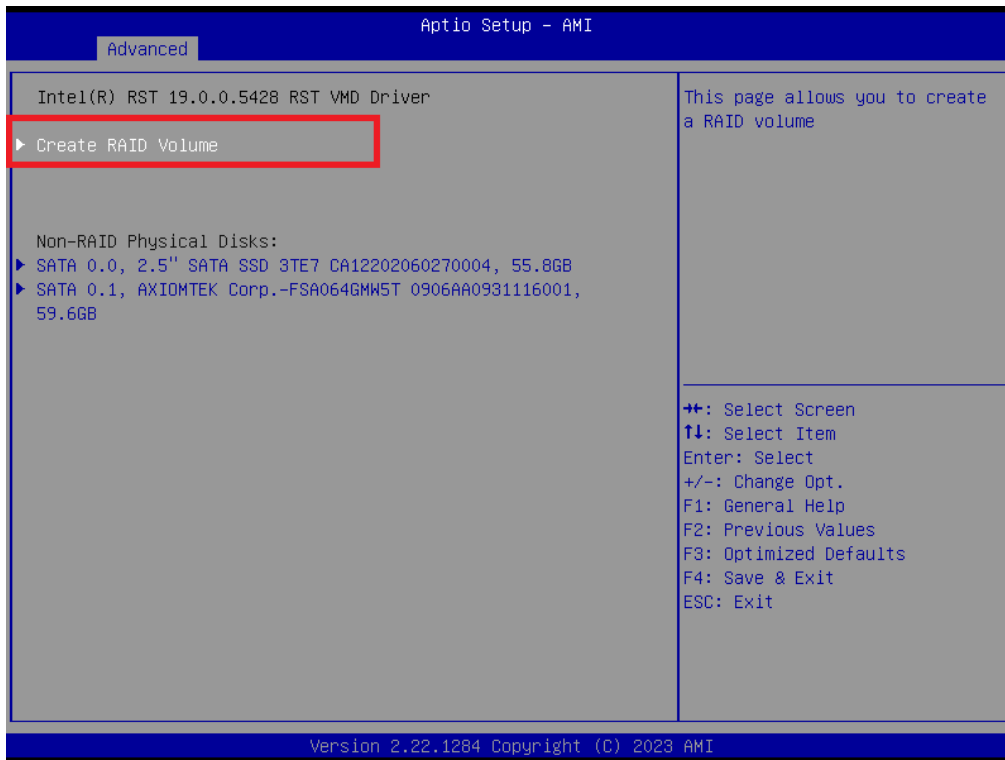 Aptio Setup - AMI
Advanced
Intel(R) RST 19.0.0.5428 RST VMD Driver
Create RAID Volume
Non-RAID Physical Disks:
SATA 0.0, 2.5" SATA SSD 3TE7 CA12202060270004, 55.8GB
SATA 0.1, AXIOMTEK Corp.-FSA064GMW5T 0906AA0931116001,
59.6GB
This page allows you to create
a RAID volume
→←: Select Screen
↑↓: Select Item
Enter: Select
+/-: Change Opt.
F1: General Help
F2: Previous Values
F3: Optimized Defaults
F4: Save & Exit
ESC: Exit
Version 2.22.1284 Copyright (C) 2023 AMI